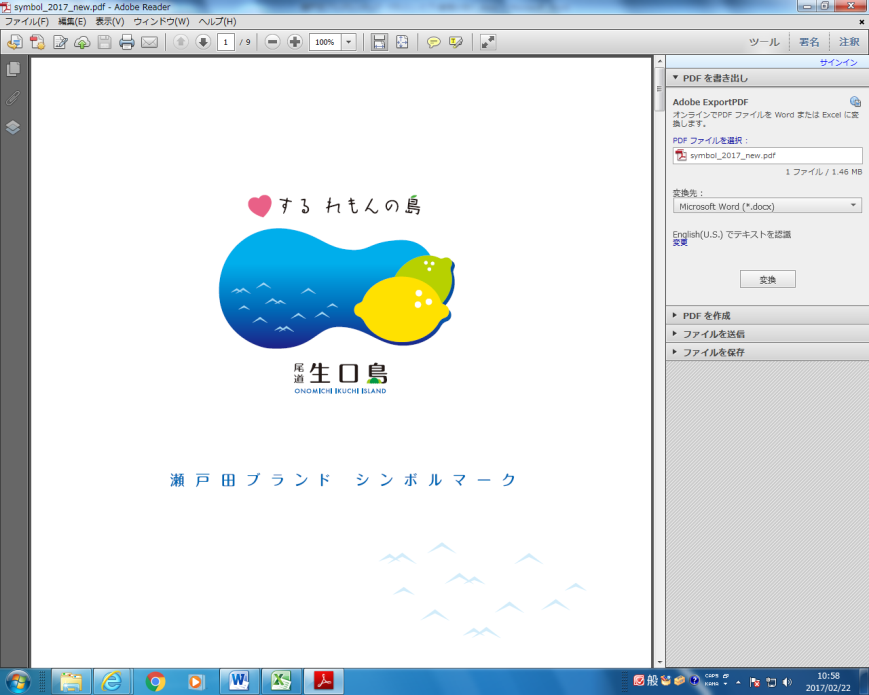 symbol_2017_new.pdf - Adobe Reader
ファイル(F) 編集(E) 表示(V) ウィンドウ(W) ヘルプ(H)
1 / 9 100% ツール 署名 注釈
サインイン
PDF を書き出し
Adobe ExportPDF
オンラインでPDF ファイルを Word または Excel に変
換します。
PDF ファイルを選択 :
symbol_2017_new.pdf
1 ファイル / 1.46 MB
変換先 :
Microsoft Word (*.docx)
English(U.S.) でテキストを認識
変更
変換
PDF を作成
ファイルを送信
ファイルを保存
する れもんの島
尾道 生口島
ONOMICHI IKUCHI ISLAND
瀬戸田ブランド シンボルマーク
般 CAPS KANA
10:58
2017/02/22